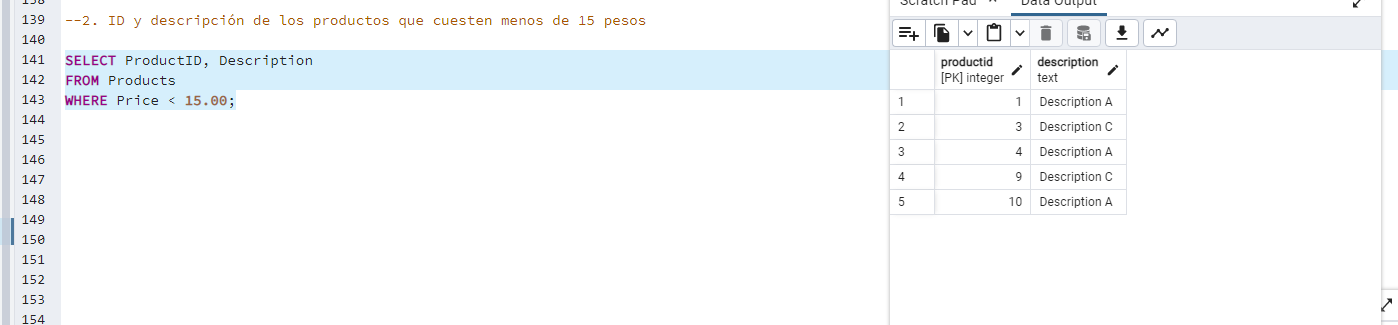 138
139 --2. ID y descripción de los productos que cuesten menos de 15 pesos
140
141 SELECT ProductID, Description
142 FROM Products
143 WHERE Price < 15.00;
144
145
146
147
148
149
150
151
152
153
154
Scratch Pad × Data Output
productid description
[PK] integer text
1 1 Description A
2 3 Description C
3 4 Description A
4 9 Description C
5 10 Description A